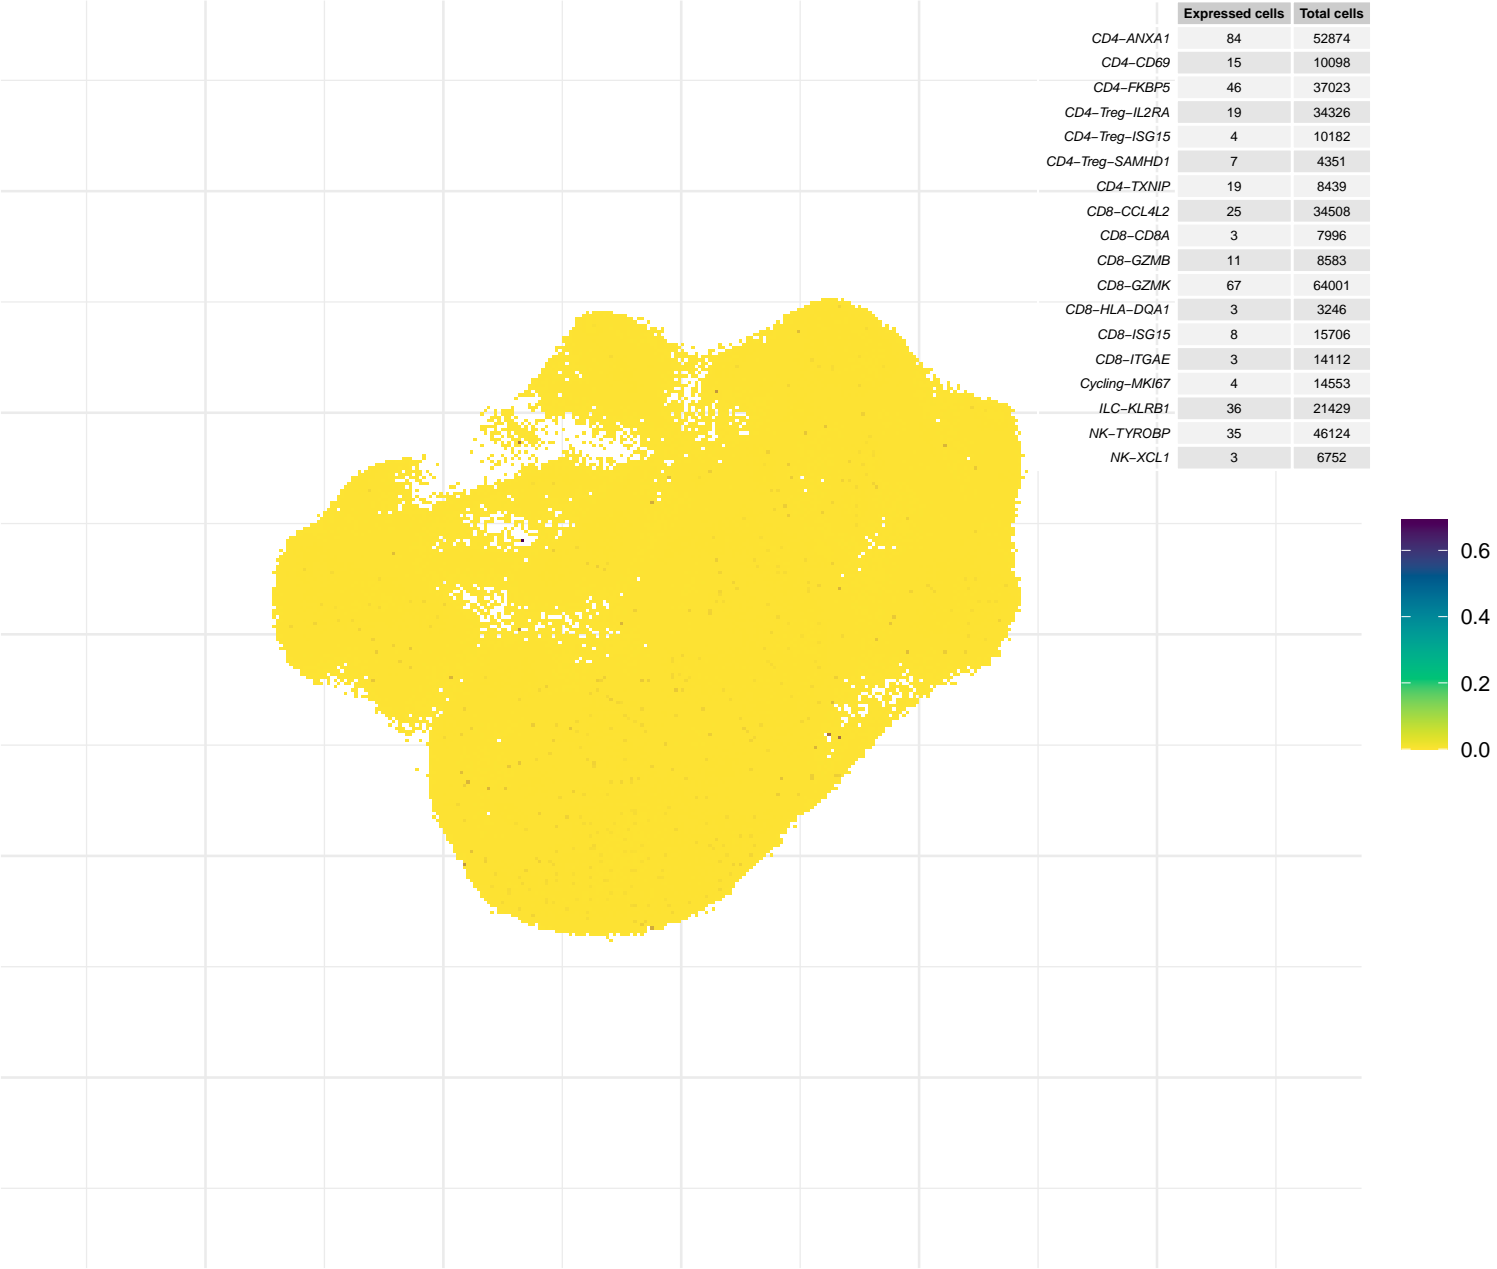 Expressed cells Total cells
CD4−ANXA1 84 52874
CD4−CD69 15 10098
CD4−FKBP5 46 37023
CD4−Treg−IL2RA 19 34326
CD4−Treg−ISG15 4 10182
CD4−Treg−SAMHD1 7 4351
CD4−TXNIP 19 8439
CD8−CCL4L2 25 34508
CD8−CD8A 3 7996
CD8−GZMB 11 8583
CD8−GZMK 67 64001
CD8−HLA−DQA1 3 3246
CD8−ISG15 8 15706
CD8−ITGAE 3 14112
Cycling−MKI67 4 14553
ILC−KLRB1 36 21429
NK−TYROBP 35 46124
NK−XCL1 3 6752
0.6
0.4
0.2
0.0